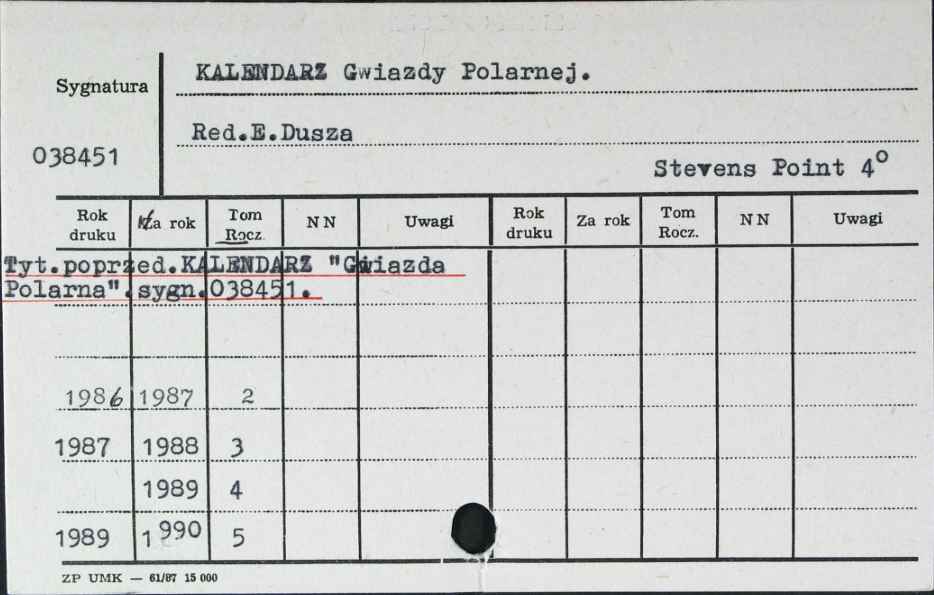 KALENDARZ Gwiazdy Polarnej.
Sygnatura
Red.E.Dusza
038451
Stevens Point 4°
Rok druku Za rok Tom Rocz. N N Uwagi Rok druku Za rok Tom Rocz. N N Uwagi
Tyt.poprzed.KALENDARZ "Gwiazda
Polarna".sygn.038451.
1986 1987 2
1987 1988 3
1989 4
1989 1990 5
ZP UMK — 61/87 15 000